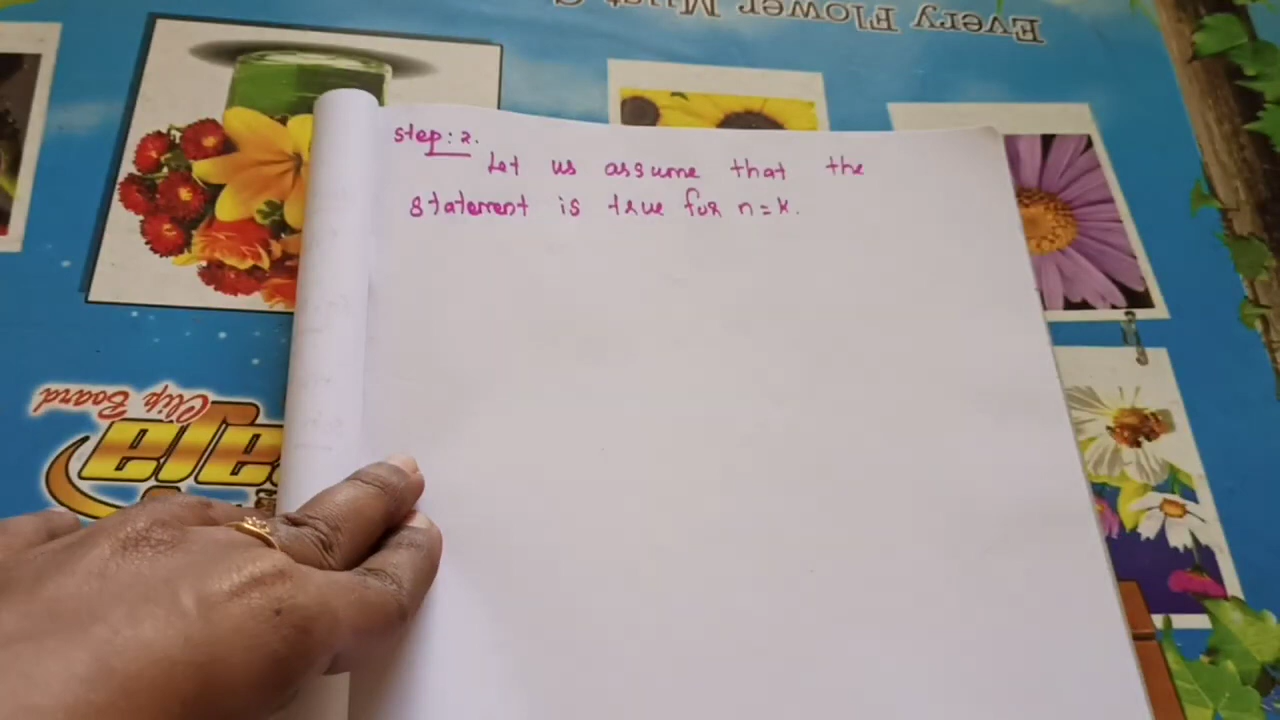 Every Flower Must G
step: 2.
Let us assume that the
statement is true for n=k.
Clip Board